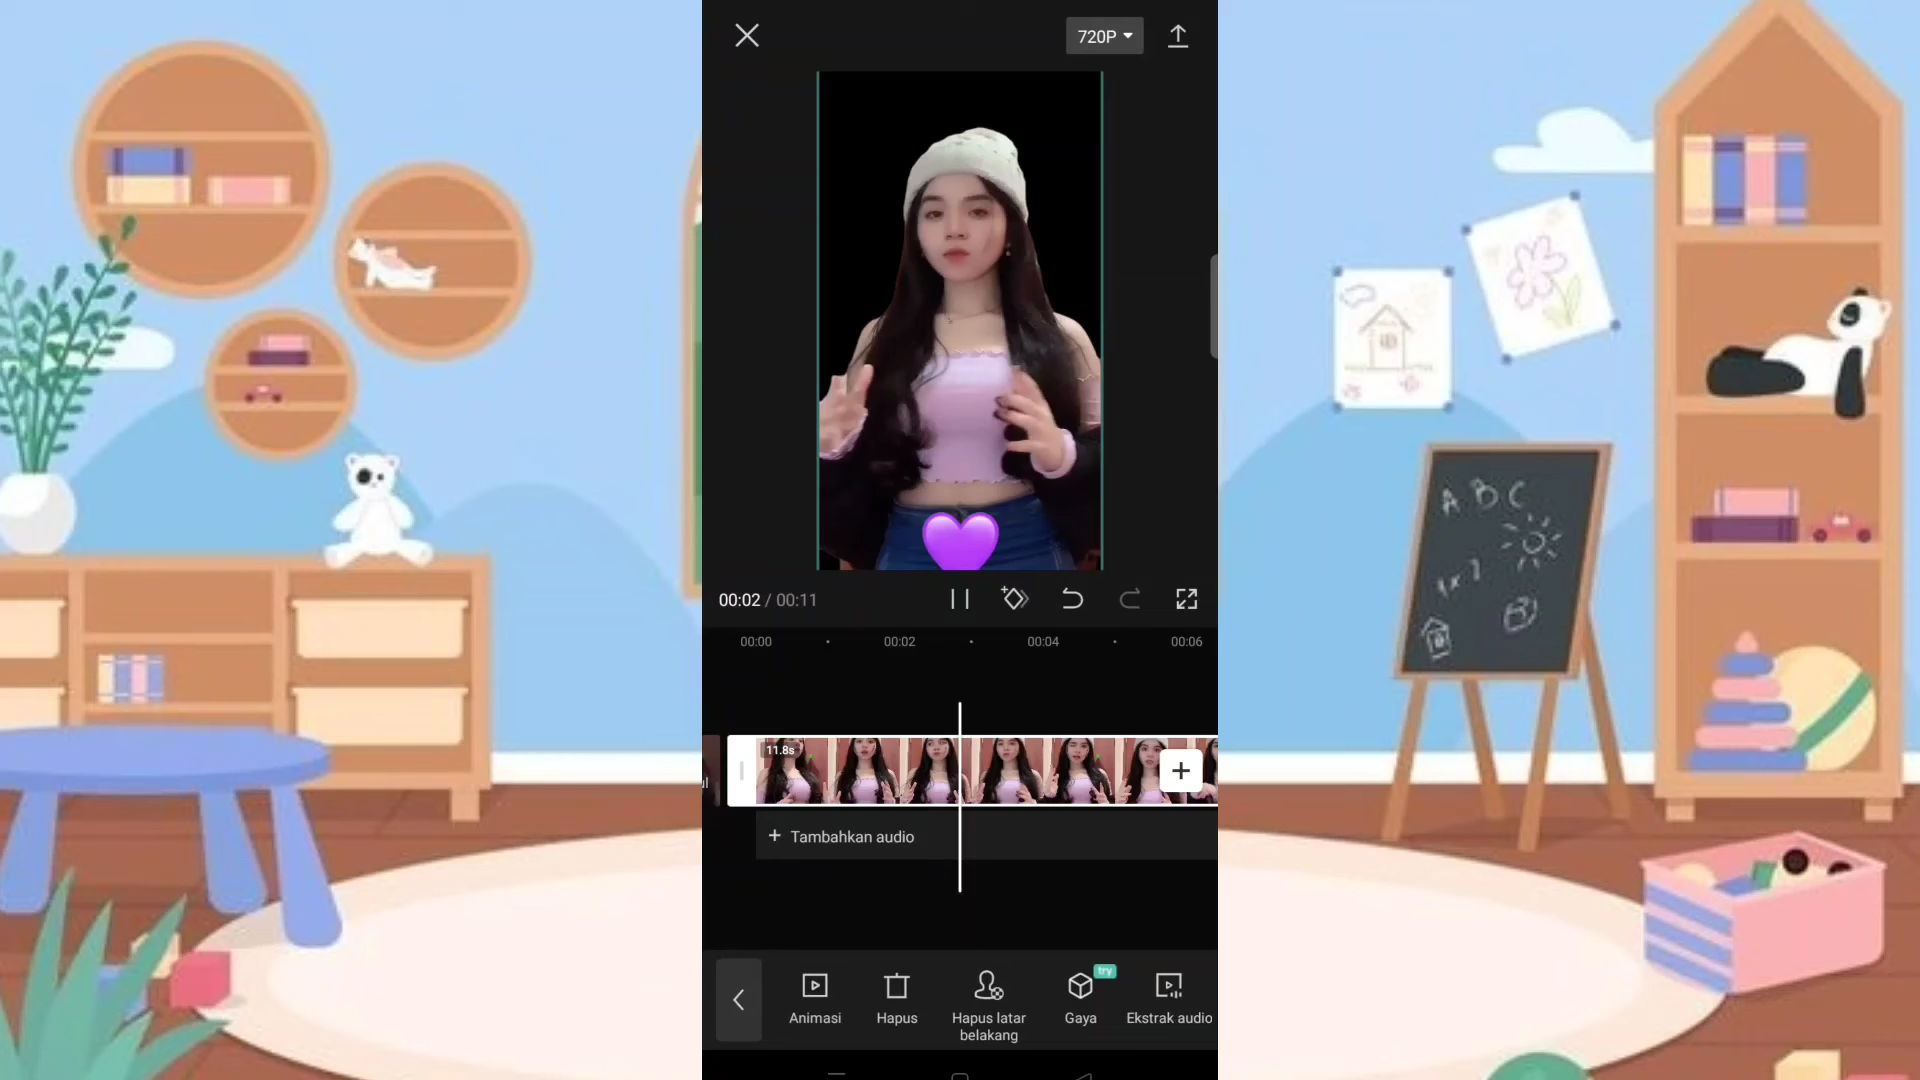 720P
00:02 / 00:11
00:00 00:02 00:04 00:06
11.8s
+ Tambahkan audio
try
Animasi
Hapus
Hapus latar
belakang
Gaya
Ekstrak audio
A B C